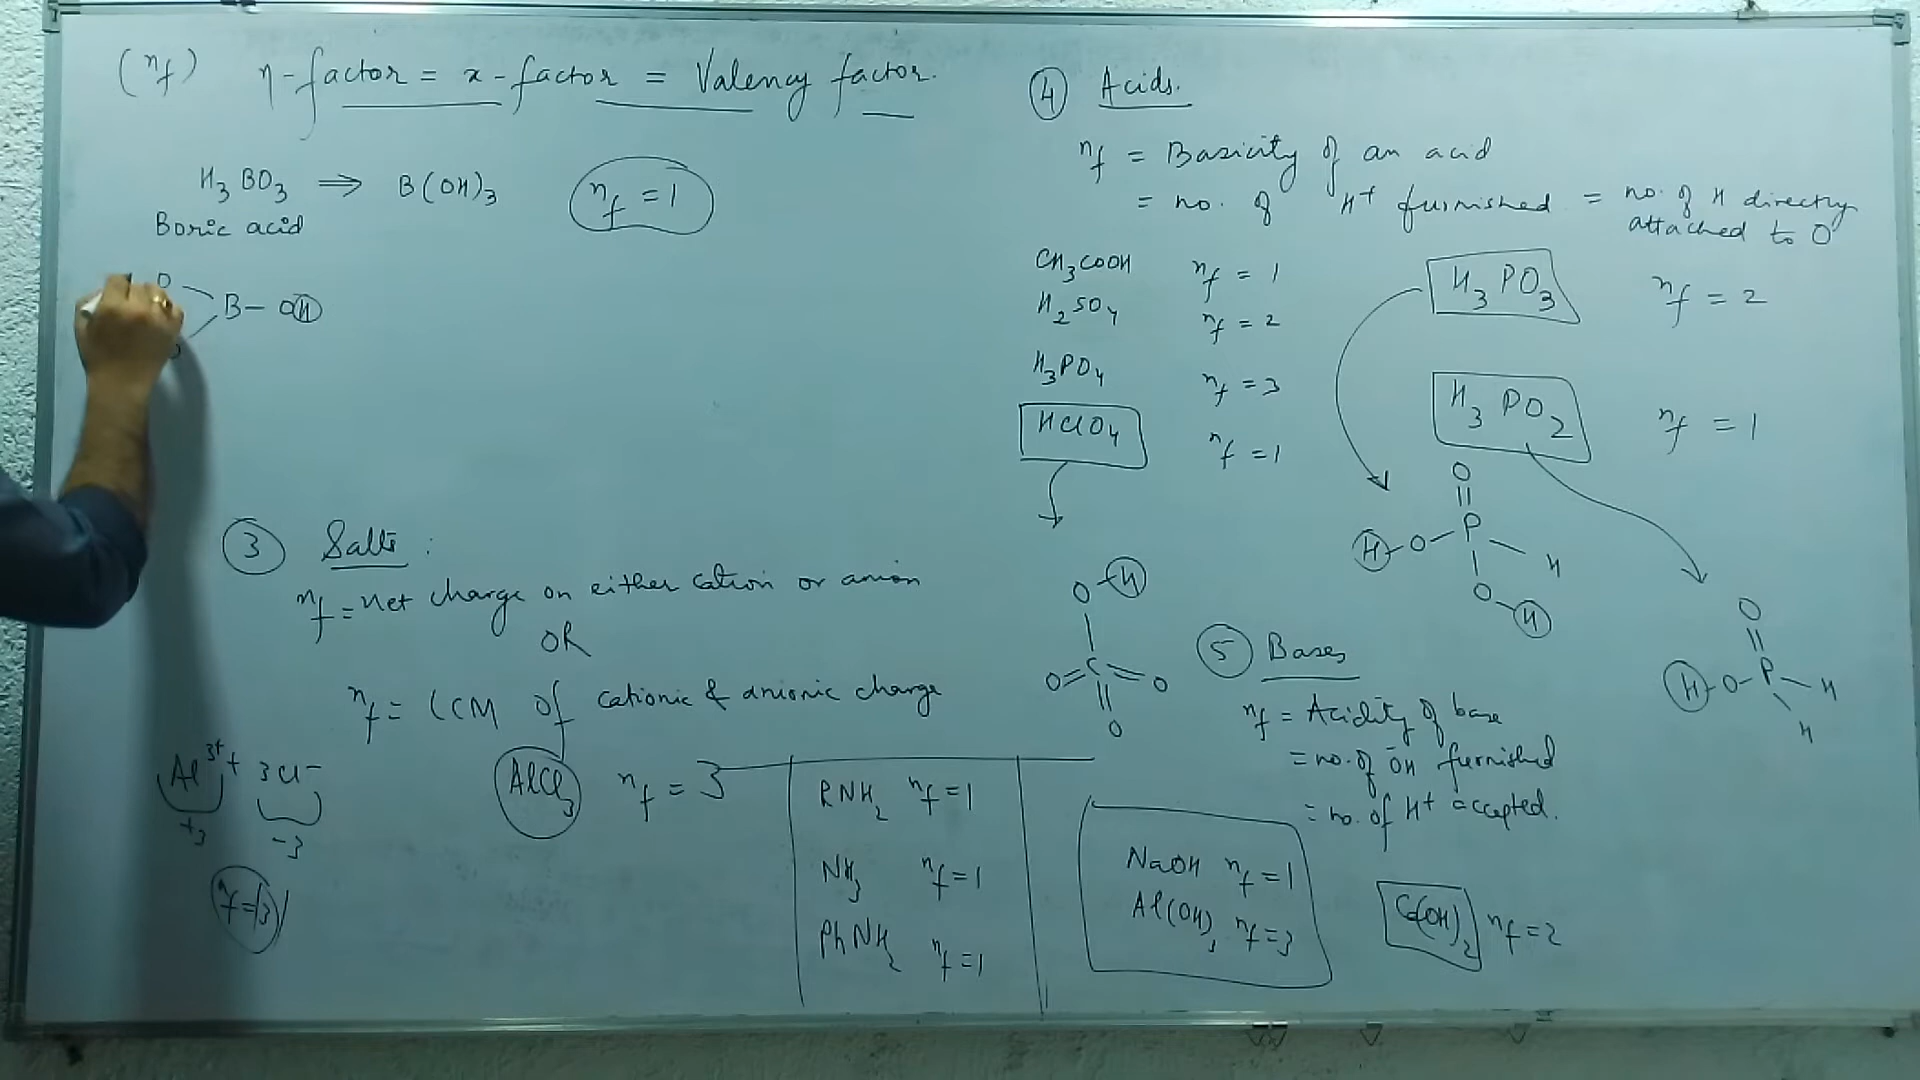 (nf) η-factor = x-factor = Valency factor.
H3BO3 ⇒ B(OH)3 nf = 1
Boric acid
O
B – OH
O
③ Salts :
nf = Net charge on either cation or anion
OR
nf = LCM of cationic & anionic charge
Al3+ + 3Cl–
+3 –3
nf = |3|
AlCl3 nf = 3
RNH2 nf = 1
NH3 nf = 1
PhNH2 nf = 1
④ Acids.
nf = Basicity of an acid
= no. of H+ furnished = no. of H directly attached to O
CH3COOH nf = 1
H2SO4 nf = 2
H3PO4 nf = 3
HClO4 nf = 1
H3PO3 nf = 2
H3PO2 nf = 1
O
H–O–P–H
O–H
O
H–O–P–H
H
O–H
O=Cl=O
O
⑤ Bases
nf = Acidity of base
= no. of OH furnished
= no. of H+ accepted.
NaOH nf = 1
Al(OH)3 nf = 3
Ca(OH)2 nf = 2